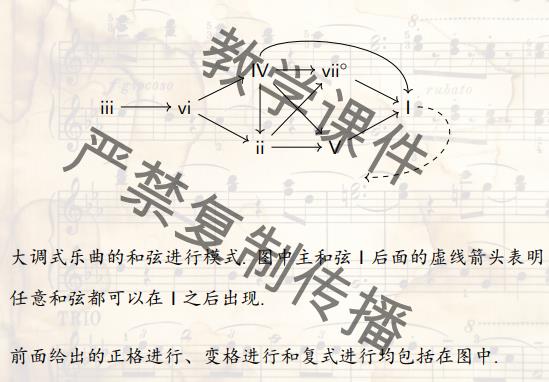 IV vii° I
iii vi
ii V
大调式乐曲的和弦进行模式. 图中主和弦 I 后面的虚线箭头表明
任意和弦都可以在 I 之后出现.
前面给出的正格进行、变格进行和复式进行均包括在图中.
教学课件
严禁复制传播
giocoso
rubato
TRIO